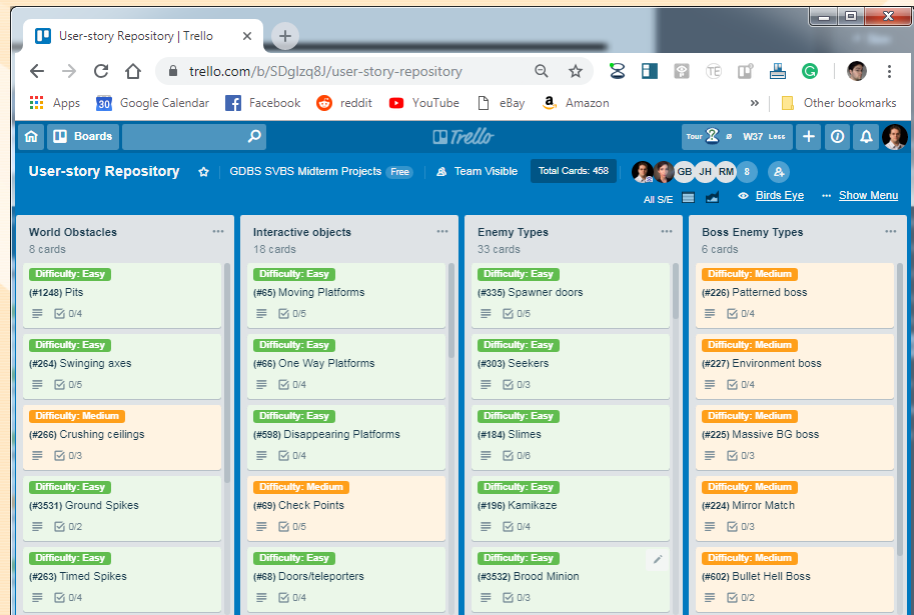 User-story Repository | Trello
trello.com/b/SDglzq8J/user-story-repository
Apps 30 Google Calendar Facebook reddit YouTube eBay a Amazon » Other bookmarks
Boards Trello Tour W37 Less
User-story Repository GDBS SVBS Midterm Projects Free Team Visible Total Cards: 458 GB JH RM 8
All S/E Birds Eye ··· Show Menu
World Obstacles
8 cards
Difficulty: Easy
(#1248) Pits
0/4
Difficulty: Easy
(#264) Swinging axes
0/5
Difficulty: Medium
(#266) Crushing ceilings
0/3
Difficulty: Easy
(#3531) Ground Spikes
0/2
Difficulty: Easy
(#263) Timed Spikes
0/4
Interactive objects
18 cards
Difficulty: Easy
(#65) Moving Platforms
0/5
Difficulty: Easy
(#66) One Way Platforms
0/4
Difficulty: Easy
(#598) Disappearing Platforms
0/4
Difficulty: Medium
(#69) Check Points
0/5
Difficulty: Easy
(#68) Doors/teleporters
0/4
Enemy Types
33 cards
Difficulty: Easy
(#335) Spawner doors
0/5
Difficulty: Easy
(#303) Seekers
0/3
Difficulty: Easy
(#184) Slimes
0/6
Difficulty: Easy
(#196) Kamikaze
0/4
Difficulty: Easy
(#3532) Brood Minion
0/3
Boss Enemy Types
6 cards
Difficulty: Medium
(#226) Patterned boss
0/4
Difficulty: Medium
(#227) Environment boss
0/4
Difficulty: Medium
(#225) Massive BG boss
0/3
Difficulty: Medium
(#224) Mirror Match
0/3
Difficulty: Medium
(#602) Bullet Hell Boss
0/2